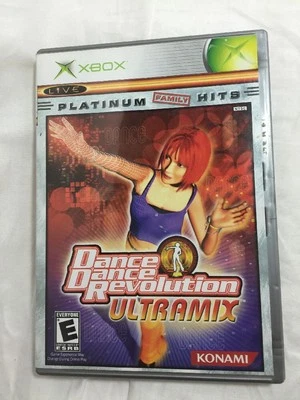 XBOX
LIVE
PLATINUM FAMILY HITS
Dance
Dance
Revolution
ULTRAMIX
EVERYONE
E
ESRB
KONAMI